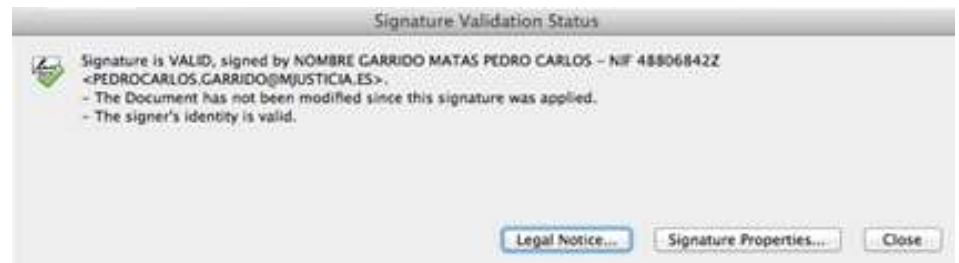 Signature Validation Status
Signature is VALID, signed by NOMBRE GARRIDO MATAS PEDRO CARLOS – NIF 48806842Z
<PEDROCARLOS.GARRIDO@MJUSTICIA.ES>.
- The Document has not been modified since this signature was applied.
- The signer's identity is valid.
Legal Notice... Signature Properties... Close